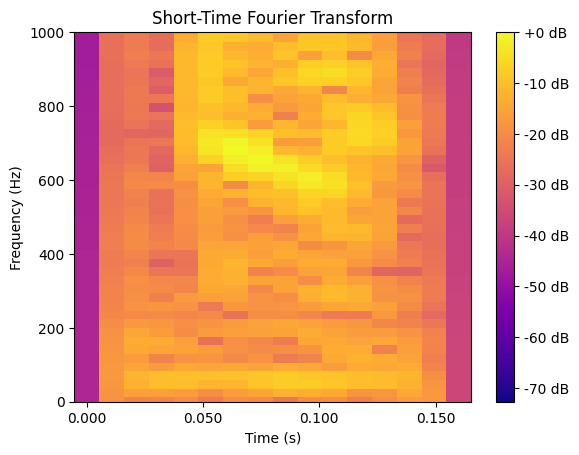 Short-Time Fourier Transform
1000
800
600
400
200
0
Frequency (Hz)
0.000
0.050
0.100
0.150
Time (s)
+0 dB
-10 dB
-20 dB
-30 dB
-40 dB
-50 dB
-60 dB
-70 dB